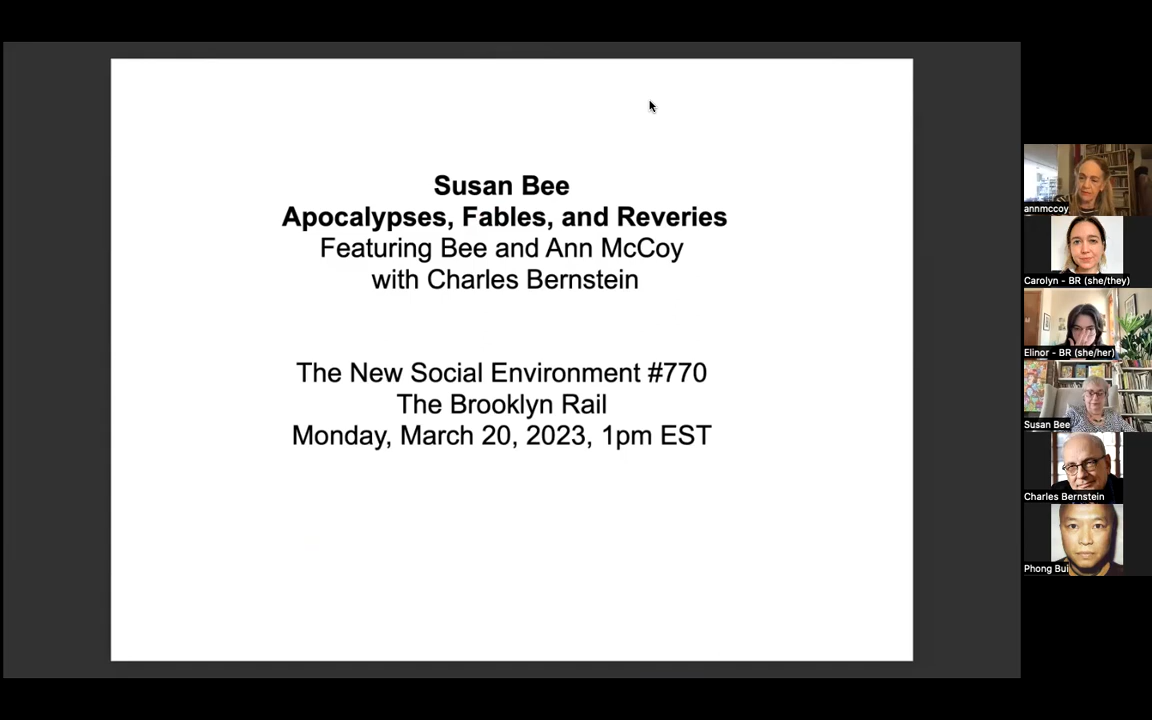 Susan Bee
Apocalypses, Fables, and Reveries
Featuring Bee and Ann McCoy
with Charles Bernstein
The New Social Environment #770
The Brooklyn Rail
Monday, March 20, 2023, 1pm EST
annmccoy
Carolyn - BR (she/they)
Elinor - BR (she/her)
Susan Bee
Charles Bernstein
Phong Bui